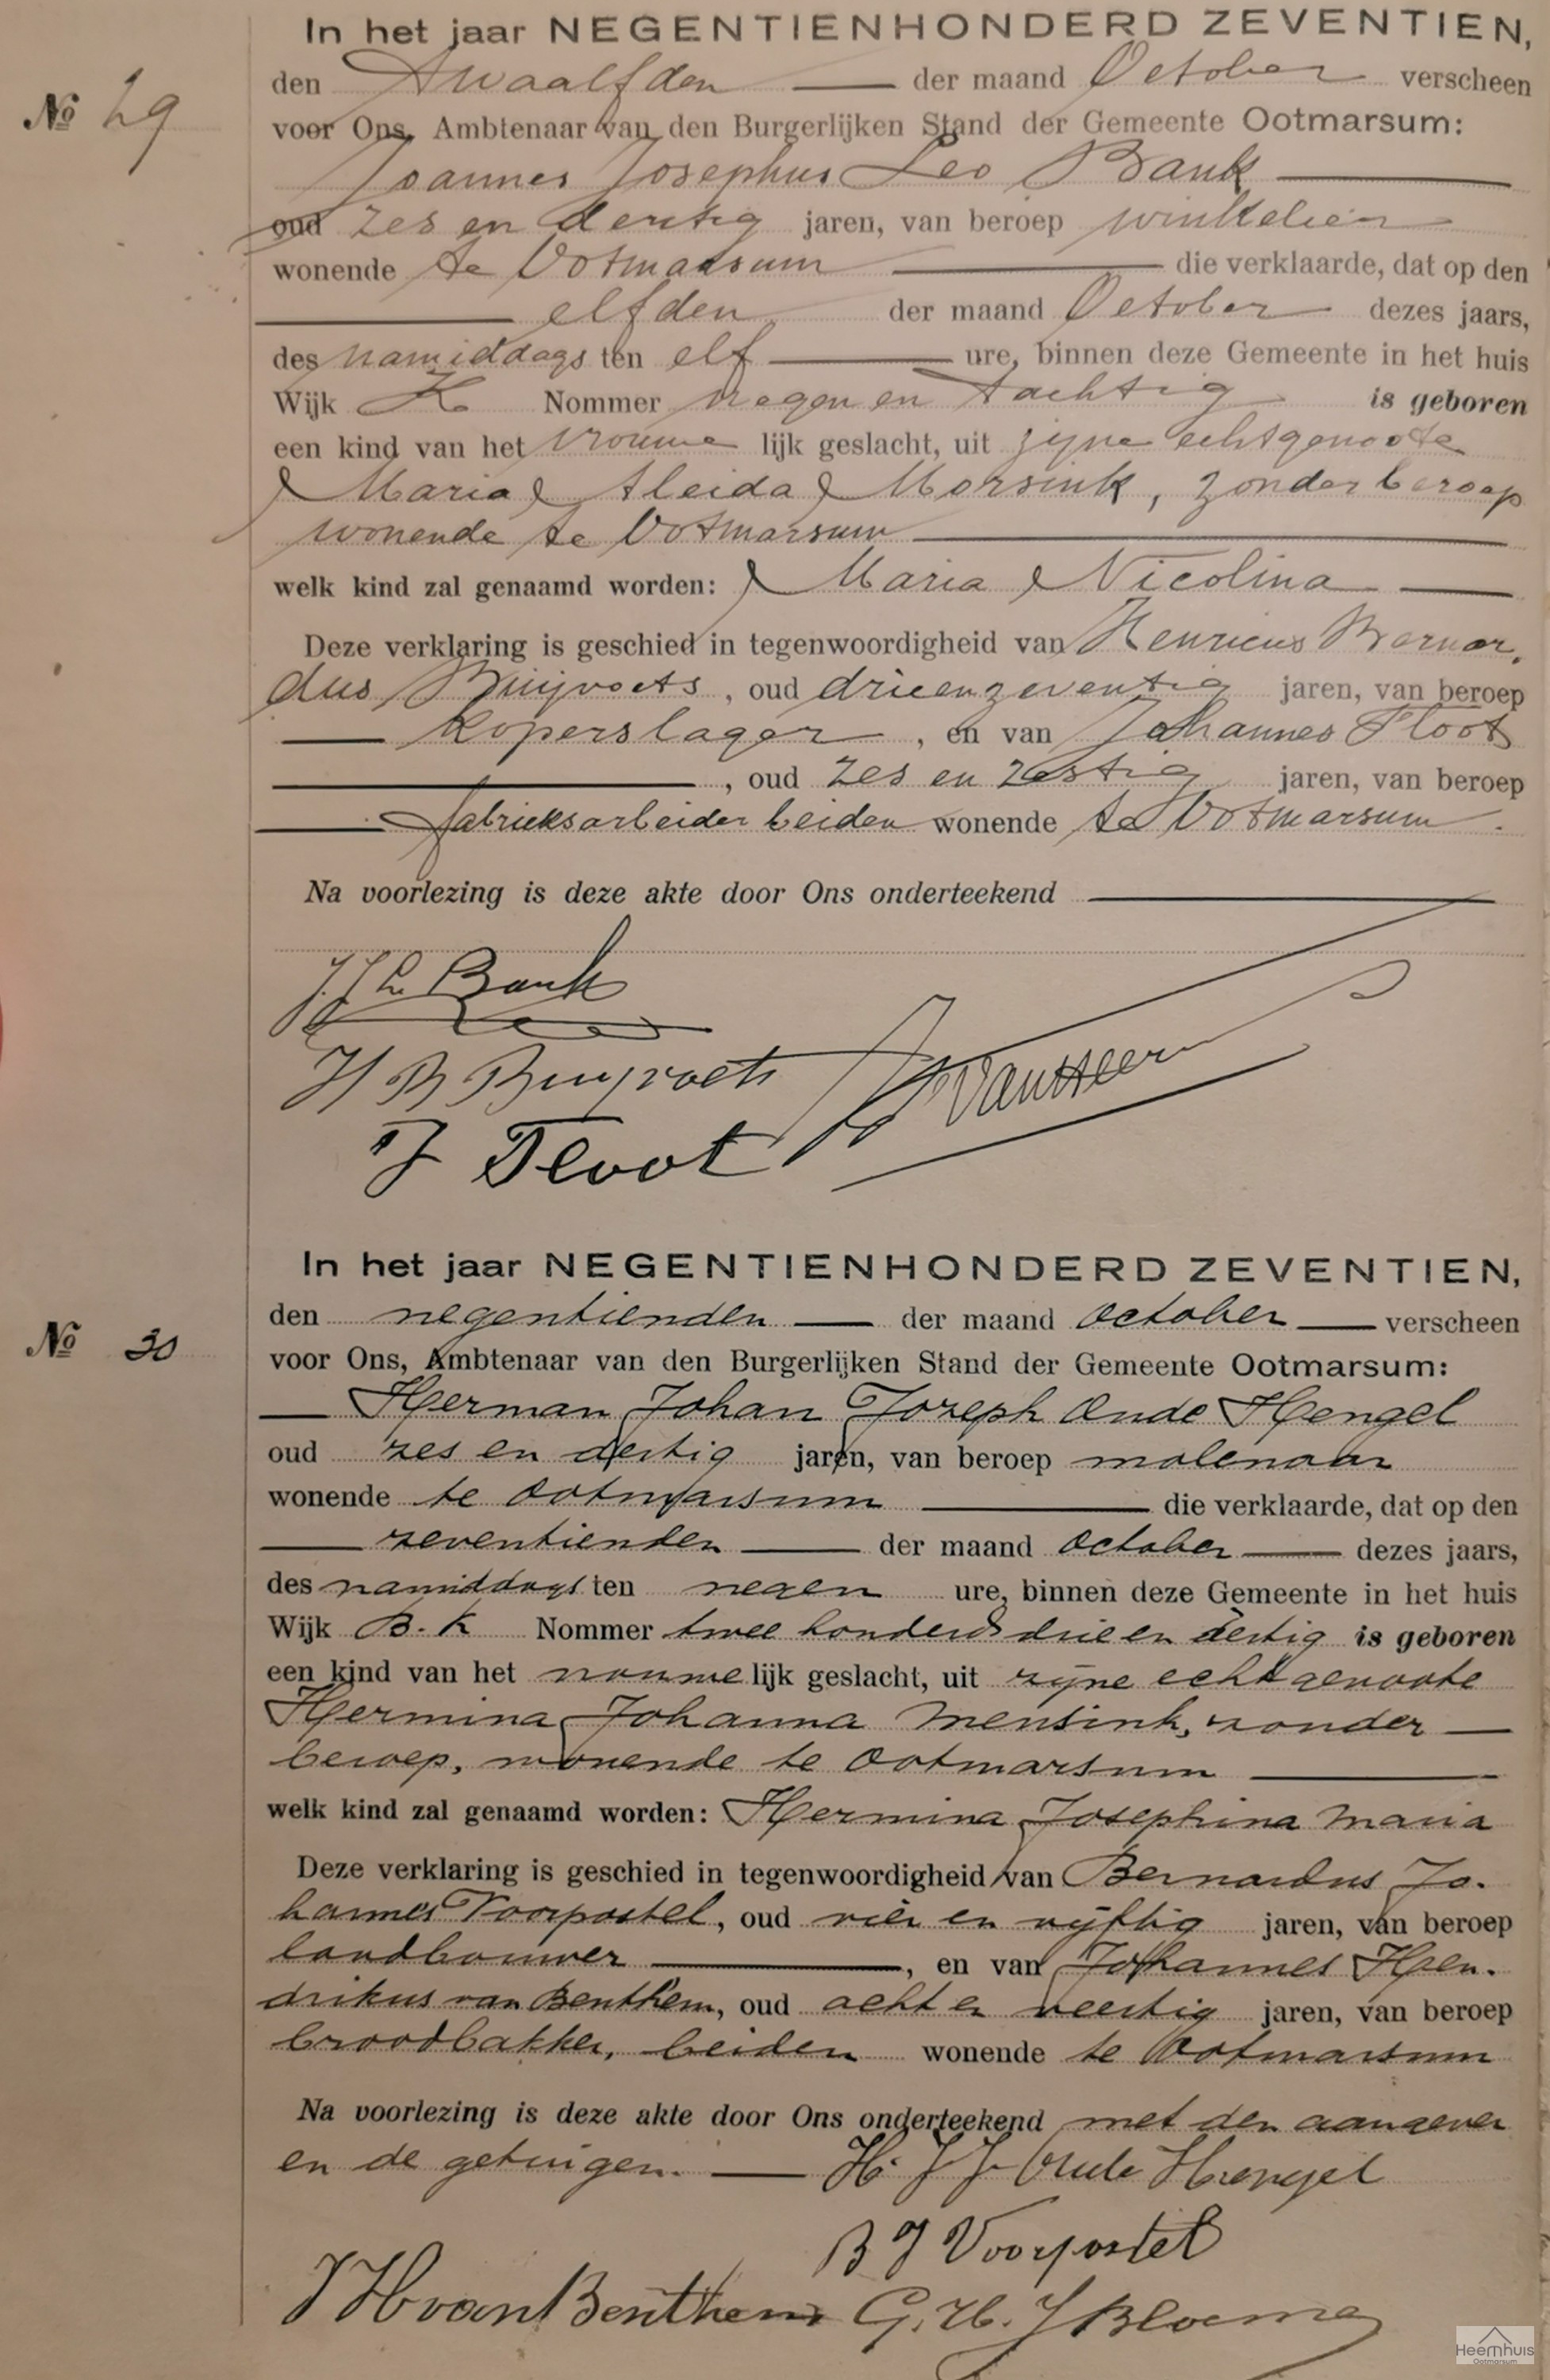 In het jaar NEGENTIENHONDERD ZEVENTIEN,
den twaalfden der maand October verscheen
No 29
voor Ons, Ambtenaar van den Burgerlijken Stand der Gemeente Ootmarsum:
Joannes Josephus Leo Bank
oud zes en dertig jaren, van beroep winkelier
wonende te Ootmarsum die verklaarde, dat op den
elfden der maand October dezes jaars,
des namiddags ten elf ure, binnen deze Gemeente in het huis
Wijk K Nommer negen en tachtig is geboren
een kind van het vrouwe lijk geslacht, uit zijne echtgenoote
Maria Aleida Morsink, zonder beroep
wonende te Ootmarsum
welk kind zal genaamd worden: Maria Nicolina
Deze verklaring is geschied in tegenwoordigheid van Henricus Bernar-
dus Buijvoets, oud drieenzeventig jaren, van beroep
koperslager, en van Johannes Floot
, oud zes en zestig jaren, van beroep
fabrieksarbeider beiden wonende te Ootmarsum.
Na voorlezing is deze akte door Ons onderteekend
J. J. L. Bank
H B Buijvoets
J Floot
In het jaar NEGENTIENHONDERD ZEVENTIEN,
den negentienden der maand October verscheen
No 30
voor Ons, Ambtenaar van den Burgerlijken Stand der Gemeente Ootmarsum:
Herman Johan Joseph Oude Hengel
oud zes en dertig jaren, van beroep molenaar
wonende te Ootmarsum die verklaarde, dat op den
zeventienden der maand October dezes jaars,
des namiddags ten negen ure, binnen deze Gemeente in het huis
Wijk B. K Nommer twee honderd drie en dertig is geboren
een kind van het vrouwe lijk geslacht, uit zijne echtgenoote
Hermina Johanna Mensink, zonder
beroep, wonende te Ootmarsum
welk kind zal genaamd worden: Hermina Josephina Maria
Deze verklaring is geschied in tegenwoordigheid van Bernardus Jo-
hannes Voorpostel, oud vier en vijftig jaren, van beroep
landbouwer, en van Johannes Hen-
drikus van Benthem, oud acht en veertig jaren, van beroep
broodbakker, beiden wonende te Ootmarsum
Na voorlezing is deze akte door Ons onderteekend met den aangever
en de getuigen. H. J. J. Oude Hengel
B J Voorpostel
J H van Benthem G. H. J Bloemen
Heemhuis
Ootmarsum